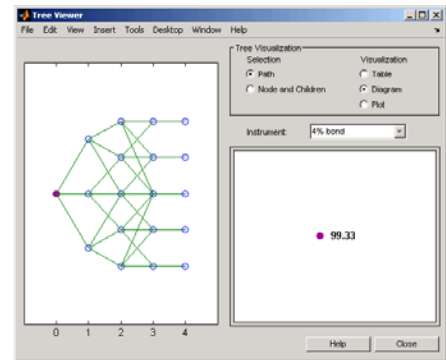 Tree Viewer
File Edit View Insert Tools Desktop Window Help
Tree Visualization
Selection Visualization
Path Table
Node and Children Diagram
Plot
Instrument: 4% bond
99.33
0 1 2 3 4
Help Close